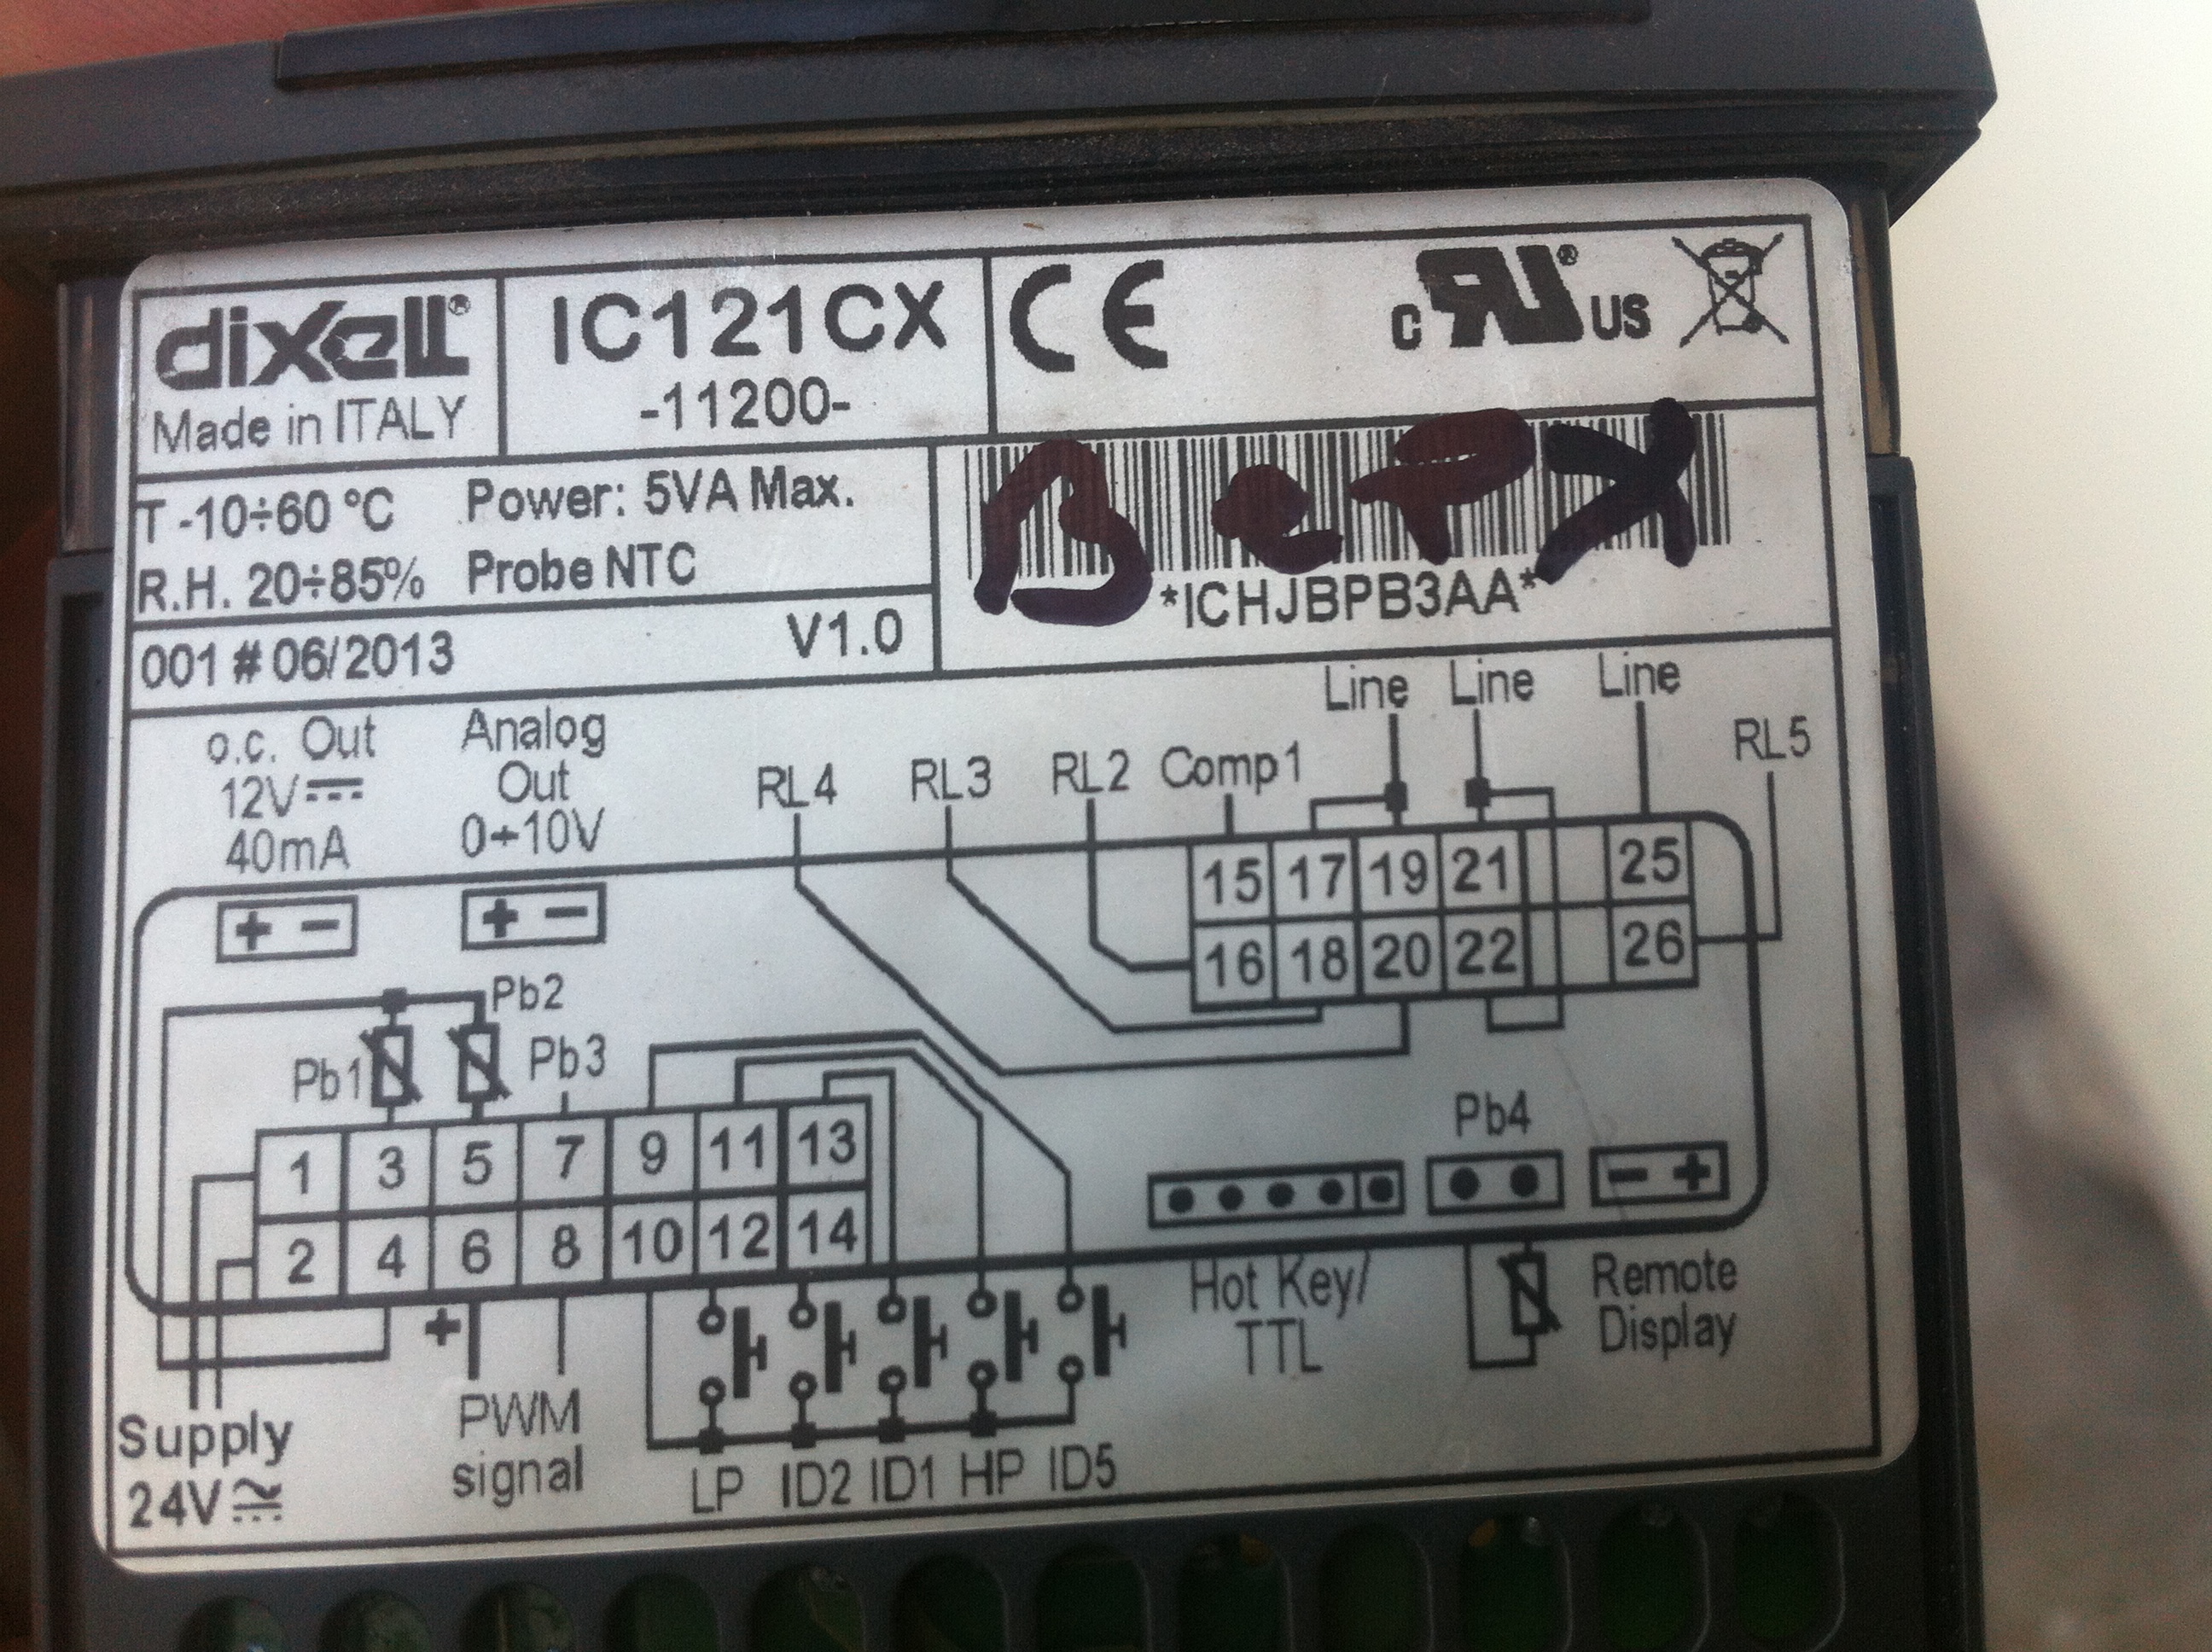 dixell®
Made in ITALY
IC121CX
-11200-
CE
c RU® US
T -10÷60 °C Power: 5VA Max.
R.H. 20÷85% Probe NTC
001 # 06/2013 V1.0
*ICHJBPB3AA*
Line Line Line
o.c. Out
12V
40mA
Analog
Out
0÷10V
RL4 RL3 RL2 Comp1 RL5
+ - + -
15 17 19 21 25
16 18 20 22 26
Pb2
Pb1 Pb3
1 3 5 7 9 11 13
2 4 6 8 10 12 14
Pb4
- +
Hot Key/
TTL
Remote
Display
+
Supply
24V
PWM
signal
LP ID2 ID1 HP ID5